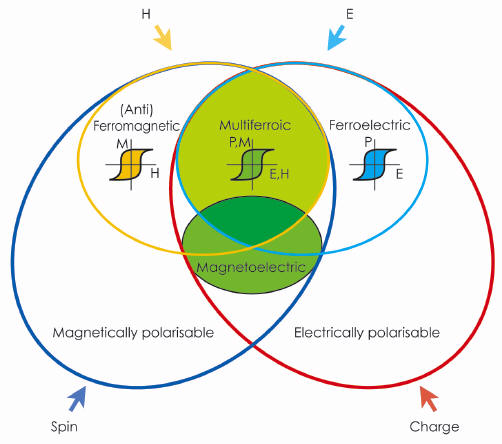 H
E
(Anti)
Ferromagnetic
M
H
Multiferroic
P,M
E,H
Ferroelectric
P
E
Magnetoelectric
Magnetically polarisable
Electrically polarisable
Spin
Charge